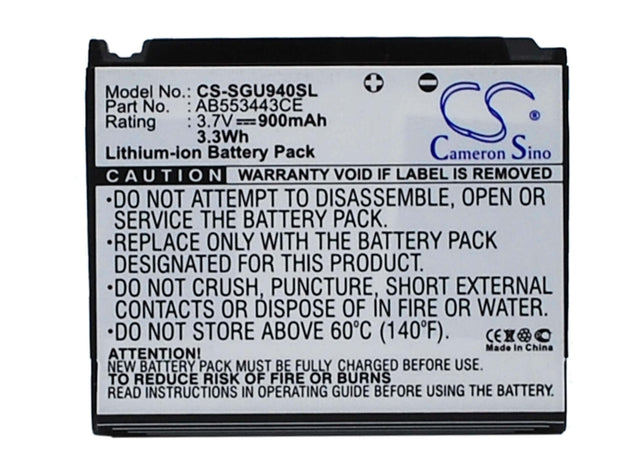 Model No.: CS-SGU940SL
Part No. : AB553443CE
Rating : 3.7V 900mAh
3.3Wh
Lithium-ion Battery Pack
CS
Cameron Sino
CAUTION WARRANTY VOID IF LABEL IS REMOVED
·DO NOT ATTEMPT TO DISASSEMBLE, OPEN OR
SERVICE THE BATTERY PACK.
·REPLACE ONLY WITH THE BATTERY PACK
DESIGNATED FOR THIS PRODUCT.
·DO NOT CRUSH, PUNCTURE, SHORT EXTERNAL
CONTACTS OR DISPOSE OF IN FIRE OR WATER.
·DO NOT STORE ABOVE 60°C (140°F).
CE
Made In China
ATTENTION!
NEW BATTERY PACK MUST BE FULLY CHARGED BEFORE USE
TO REDUCE RISK OF FIRE OR BURNS
READ INSTRUCTIONS IN OPERATING GUIDE BEFORE USING BATTERY